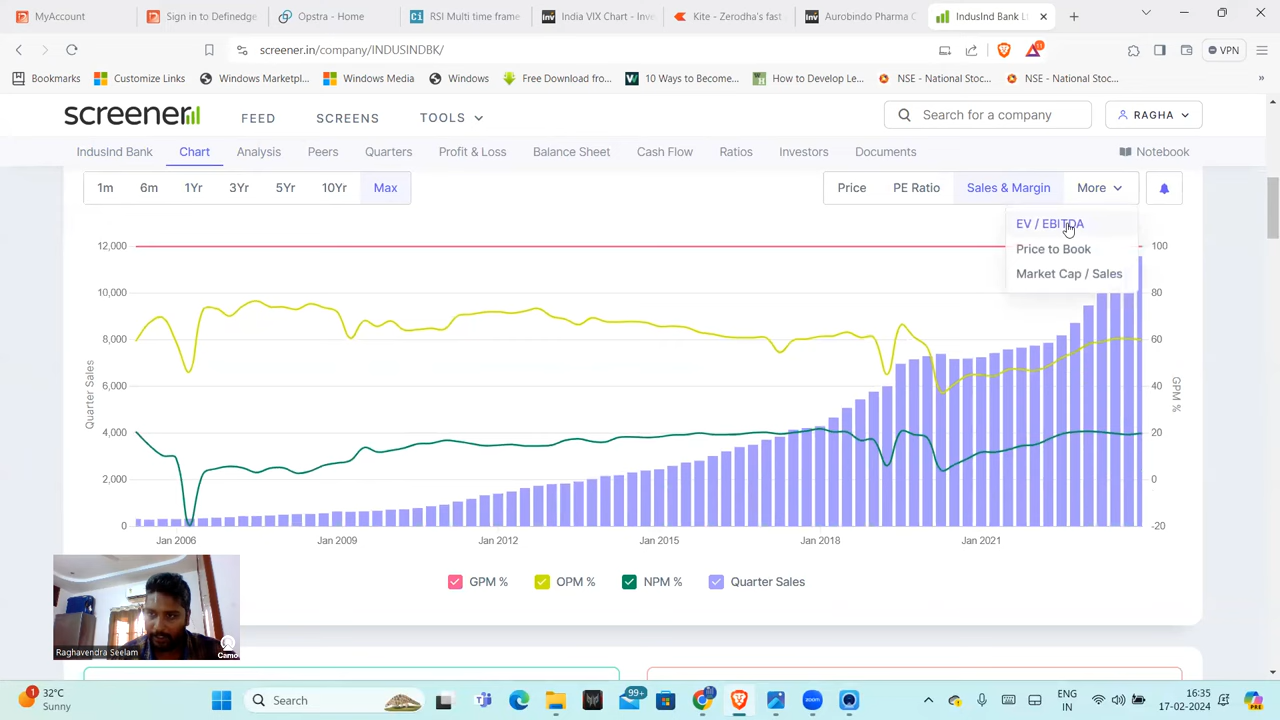 MyAccount
Sign in to Definedge
Opstra - Home
RSI Multi time frame
India VIX Chart - Inve
Kite - Zerodha's fast
Aurobindo Pharma C
IndusInd Bank L
screener.in/company/INDUSINDBK/
VPN
Bookmarks
Customize Links
Windows Marketpl...
Windows Media
Windows
Free Download fro...
10 Ways to Become...
How to Develop Le...
NSE - National Stoc...
NSE - National Stoc...
screener
FEED
SCREENS
TOOLS
Search for a company
RAGHA
IndusInd Bank
Chart
Analysis
Peers
Quarters
Profit & Loss
Balance Sheet
Cash Flow
Ratios
Investors
Documents
Notebook
1m
6m
1Yr
3Yr
5Yr
10Yr
Max
Price
PE Ratio
Sales & Margin
More
EV / EBITDA
Price to Book
Market Cap / Sales
12,000
10,000
8,000
6,000
4,000
2,000
0
Quarter Sales
100
80
60
40
20
0
-20
GPM %
Jan 2006
Jan 2009
Jan 2012
Jan 2015
Jan 2018
Jan 2021
GPM %
OPM %
NPM %
Quarter Sales
Raghavendra Seelam
Camo
1
32°C
Sunny
Search
99+
zoom
ENG
IN
16:35
17-02-2024